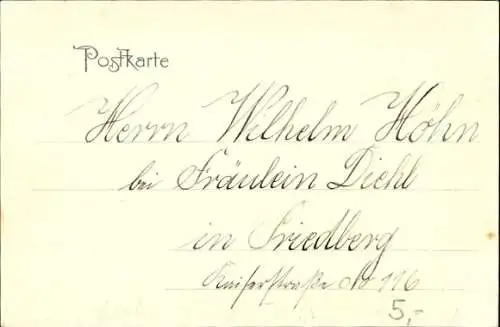 Postkarte
Herrn Wilhelm Höhn
bei Fräulein Diehl
in Friedberg
Kaiserstraße No 116
5,-